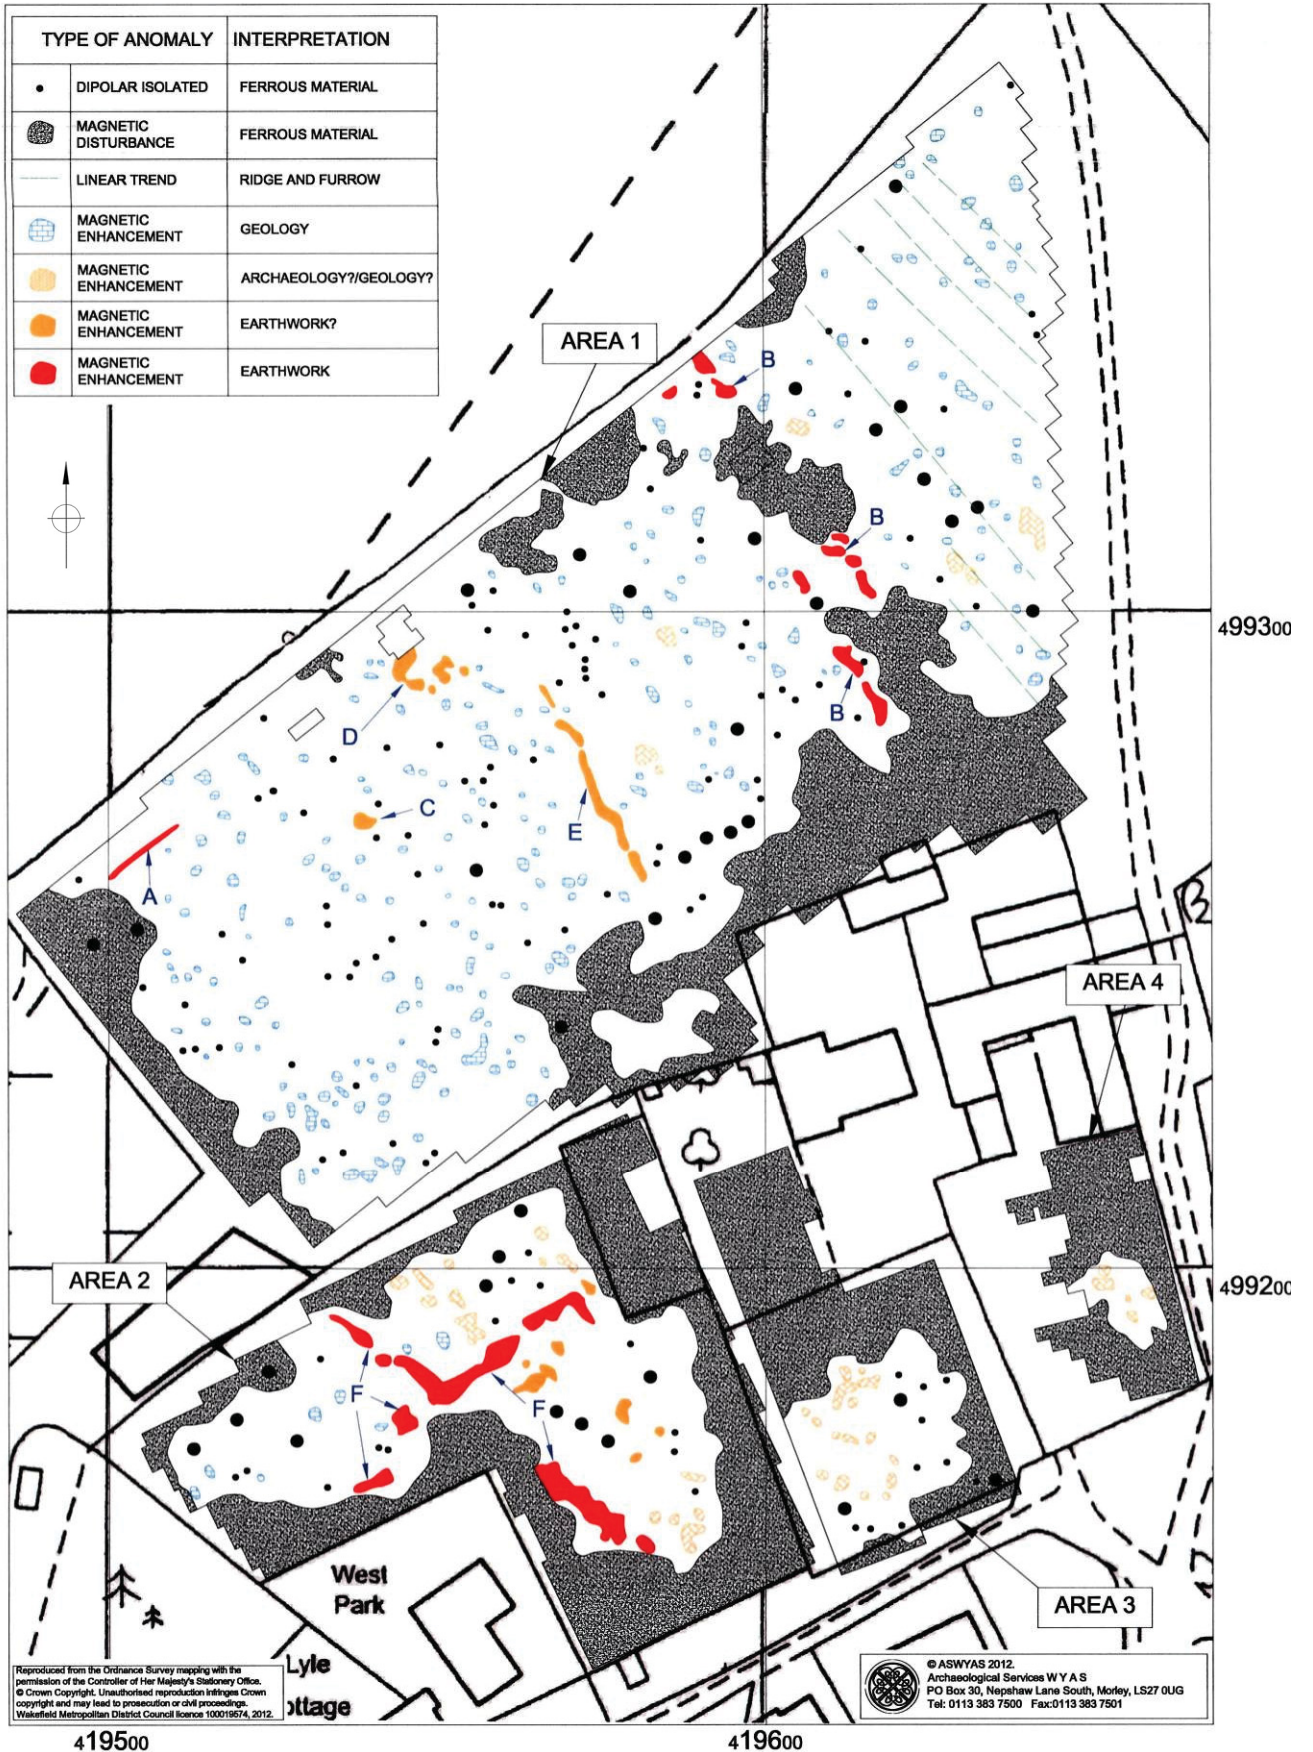 TYPE OF ANOMALY INTERPRETATION
DIPOLAR ISOLATED FERROUS MATERIAL
MAGNETIC
DISTURBANCE
FERROUS MATERIAL
LINEAR TREND RIDGE AND FURROW
MAGNETIC
ENHANCEMENT
GEOLOGY
MAGNETIC
ENHANCEMENT
ARCHAEOLOGY?/GEOLOGY?
MAGNETIC
ENHANCEMENT
EARTHWORK?
MAGNETIC
ENHANCEMENT
EARTHWORK
AREA 1
B
B
B
499300
D
C
E
A
AREA 4
AREA 2
499200
F
F
West
Park
AREA 3
Lyle
ottage
Reproduced from the Ordnance Survey mapping with the
permission of the Controller of Her Majesty's Stationery Office.
© Crown Copyright. Unauthorised reproduction infringes Crown
copyright and may lead to prosecution or civil proceedings.
Wakefield Metropolitan District Council licence 100019574, 2012.
© ASWYAS 2012.
Archaeological Services W Y A S
PO Box 30, Nepshaw Lane South, Morley, LS27 0UG
Tel: 0113 383 7500 Fax:0113 383 7501
419500
419600